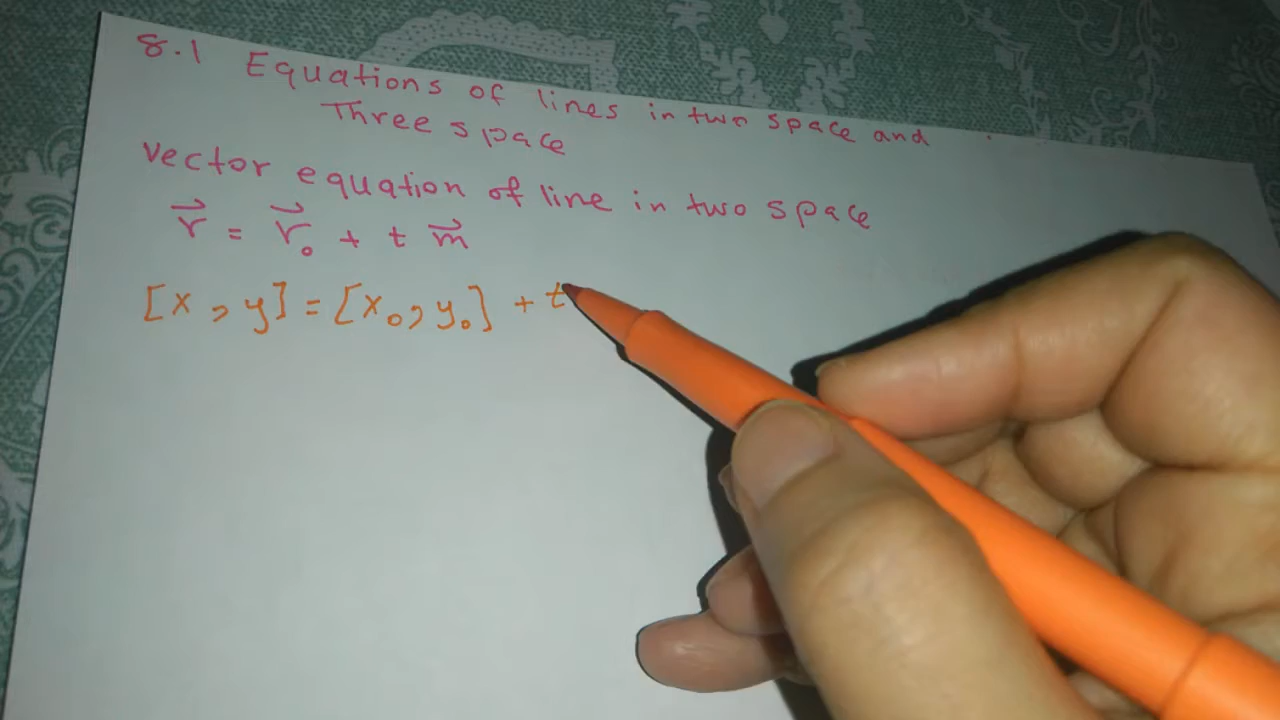 8.1 Equations of lines in two space and
Three space
vector equation of line in two space
r⃗ = r⃗₀ + t m⃗
[x, y] = [x₀, y₀] + t